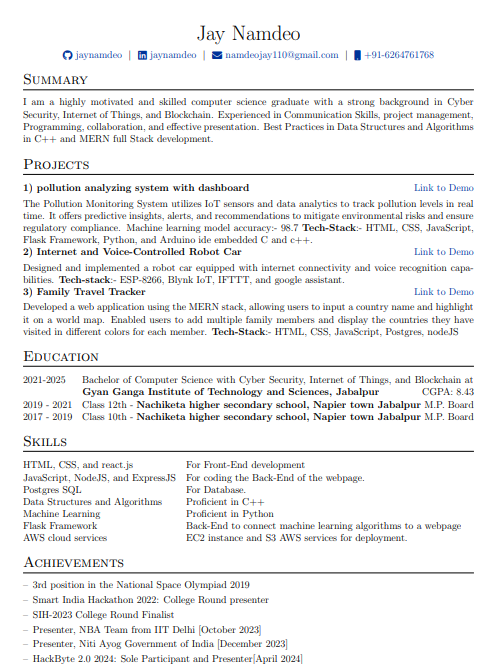 Jay Namdeo
jaynamdeo | jaynamdeo | namdeojay110@gmail.com | +91-6264761768
Summary
I am a highly motivated and skilled computer science graduate with a strong background in Cyber
Security, Internet of Things, and Blockchain. Experienced in Communication Skills, project management,
Programming, collaboration, and effective presentation. Best Practices in Data Structures and Algorithms
in C++ and MERN full Stack development.
Projects
1) pollution analyzing system with dashboard Link to Demo
The Pollution Monitoring System utilizes IoT sensors and data analytics to track pollution levels in real
time. It offers predictive insights, alerts, and recommendations to mitigate environmental risks and ensure
regulatory compliance. Machine learning model accuracy:- 98.7 Tech-Stack:- HTML, CSS, JavaScript,
Flask Framework, Python, and Arduino ide embedded C and c++.
2) Internet and Voice-Controlled Robot Car Link to Demo
Designed and implemented a robot car equipped with internet connectivity and voice recognition capa-
bilities. Tech-stack:- ESP-8266, Blynk IoT, IFTTT, and google assistant.
3) Family Travel Tracker Link to Demo
Developed a web application using the MERN stack, allowing users to input a country name and highlight
it on a world map. Enabled users to add multiple family members and display the countries they have
visited in different colors for each member. Tech-Stack:- HTML, CSS, JavaScript, Postgres, nodeJS
Education
2021-2025 Bachelor of Computer Science with Cyber Security, Internet of Things, and Blockchain at
Gyan Ganga Institute of Technology and Sciences, Jabalpur CGPA: 8.43
2019 - 2021 Class 12th - Nachiketa higher secondary school, Napier town Jabalpur M.P. Board
2017 - 2019 Class 10th - Nachiketa higher secondary school, Napier town Jabalpur M.P. Board
Skills
HTML, CSS, and react.js For Front-End development
JavaScript, NodeJS, and ExpressJS For coding the Back-End of the webpage.
Postgres SQL For Database.
Data Structures and Algorithms Proficient in C++
Machine Learning Proficient in Python
Flask Framework Back-End to connect machine learning algorithms to a webpage
AWS cloud services EC2 instance and S3 AWS services for deployment.
Achievements
– 3rd position in the National Space Olympiad 2019
– Smart India Hackathon 2022: College Round presenter
– SIH-2023 College Round Finalist
– Presenter, NBA Team from IIT Delhi [October 2023]
– Presenter, Niti Ayog Government of India [December 2023]
– HackByte 2.0 2024: Sole Participant and Presenter[April 2024]